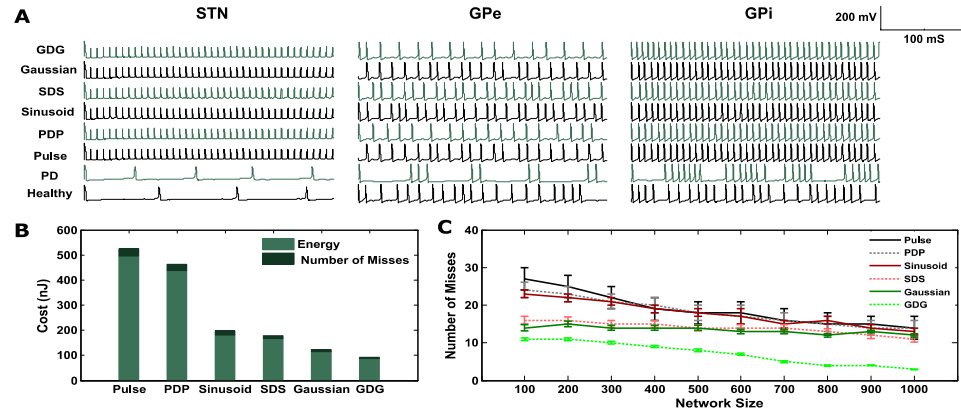 A
STN
GPe
GPi
200 mV
100 mS
GDG
Gaussian
SDS
Sinusoid
PDP
Pulse
PD
Healthy
B
Cost (nJ)
600
500
400
300
200
100
0
Energy
Number of Misses
Pulse
PDP
Sinusoid
SDS
Gaussian
GDG
C
Number of Misses
40
30
20
10
0
Pulse
PDP
Sinusoid
SDS
Gaussian
GDG
100
200
300
400
500
600
700
800
900
1000
Network Size